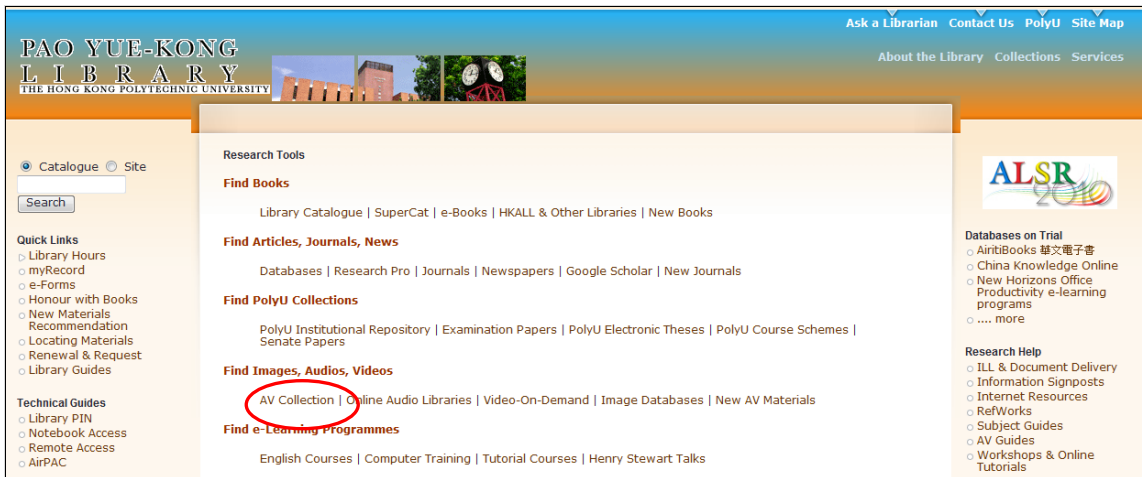 Ask a Librarian Contact Us PolyU Site Map
PAO YUE-KONG
LIBRARY
THE HONG KONG POLYTECHNIC UNIVERSITY
About the Library Collections Services
Catalogue Site
Search
Quick Links
Library Hours
myRecord
e-Forms
Honour with Books
New Materials
Recommendation
Locating Materials
Renewal & Request
Library Guides
Technical Guides
Library PIN
Notebook Access
Remote Access
AirPAC
Research Tools
Find Books
Library Catalogue | SuperCat | e-Books | HKALL & Other Libraries | New Books
Find Articles, Journals, News
Databases | Research Pro | Journals | Newspapers | Google Scholar | New Journals
Find PolyU Collections
PolyU Institutional Repository | Examination Papers | PolyU Electronic Theses | PolyU Course Schemes |
Senate Papers
Find Images, Audios, Videos
AV Collection | Online Audio Libraries | Video-On-Demand | Image Databases | New AV Materials
Find e-Learning Programmes
English Courses | Computer Training | Tutorial Courses | Henry Stewart Talks
ALSR
2010
Databases on Trial
AiritiBooks 華文電子書
China Knowledge Online
New Horizons Office
Productivity e-learning
programs
.... more
Research Help
ILL & Document Delivery
Information Signposts
Internet Resources
RefWorks
Subject Guides
AV Guides
Workshops & Online
Tutorials